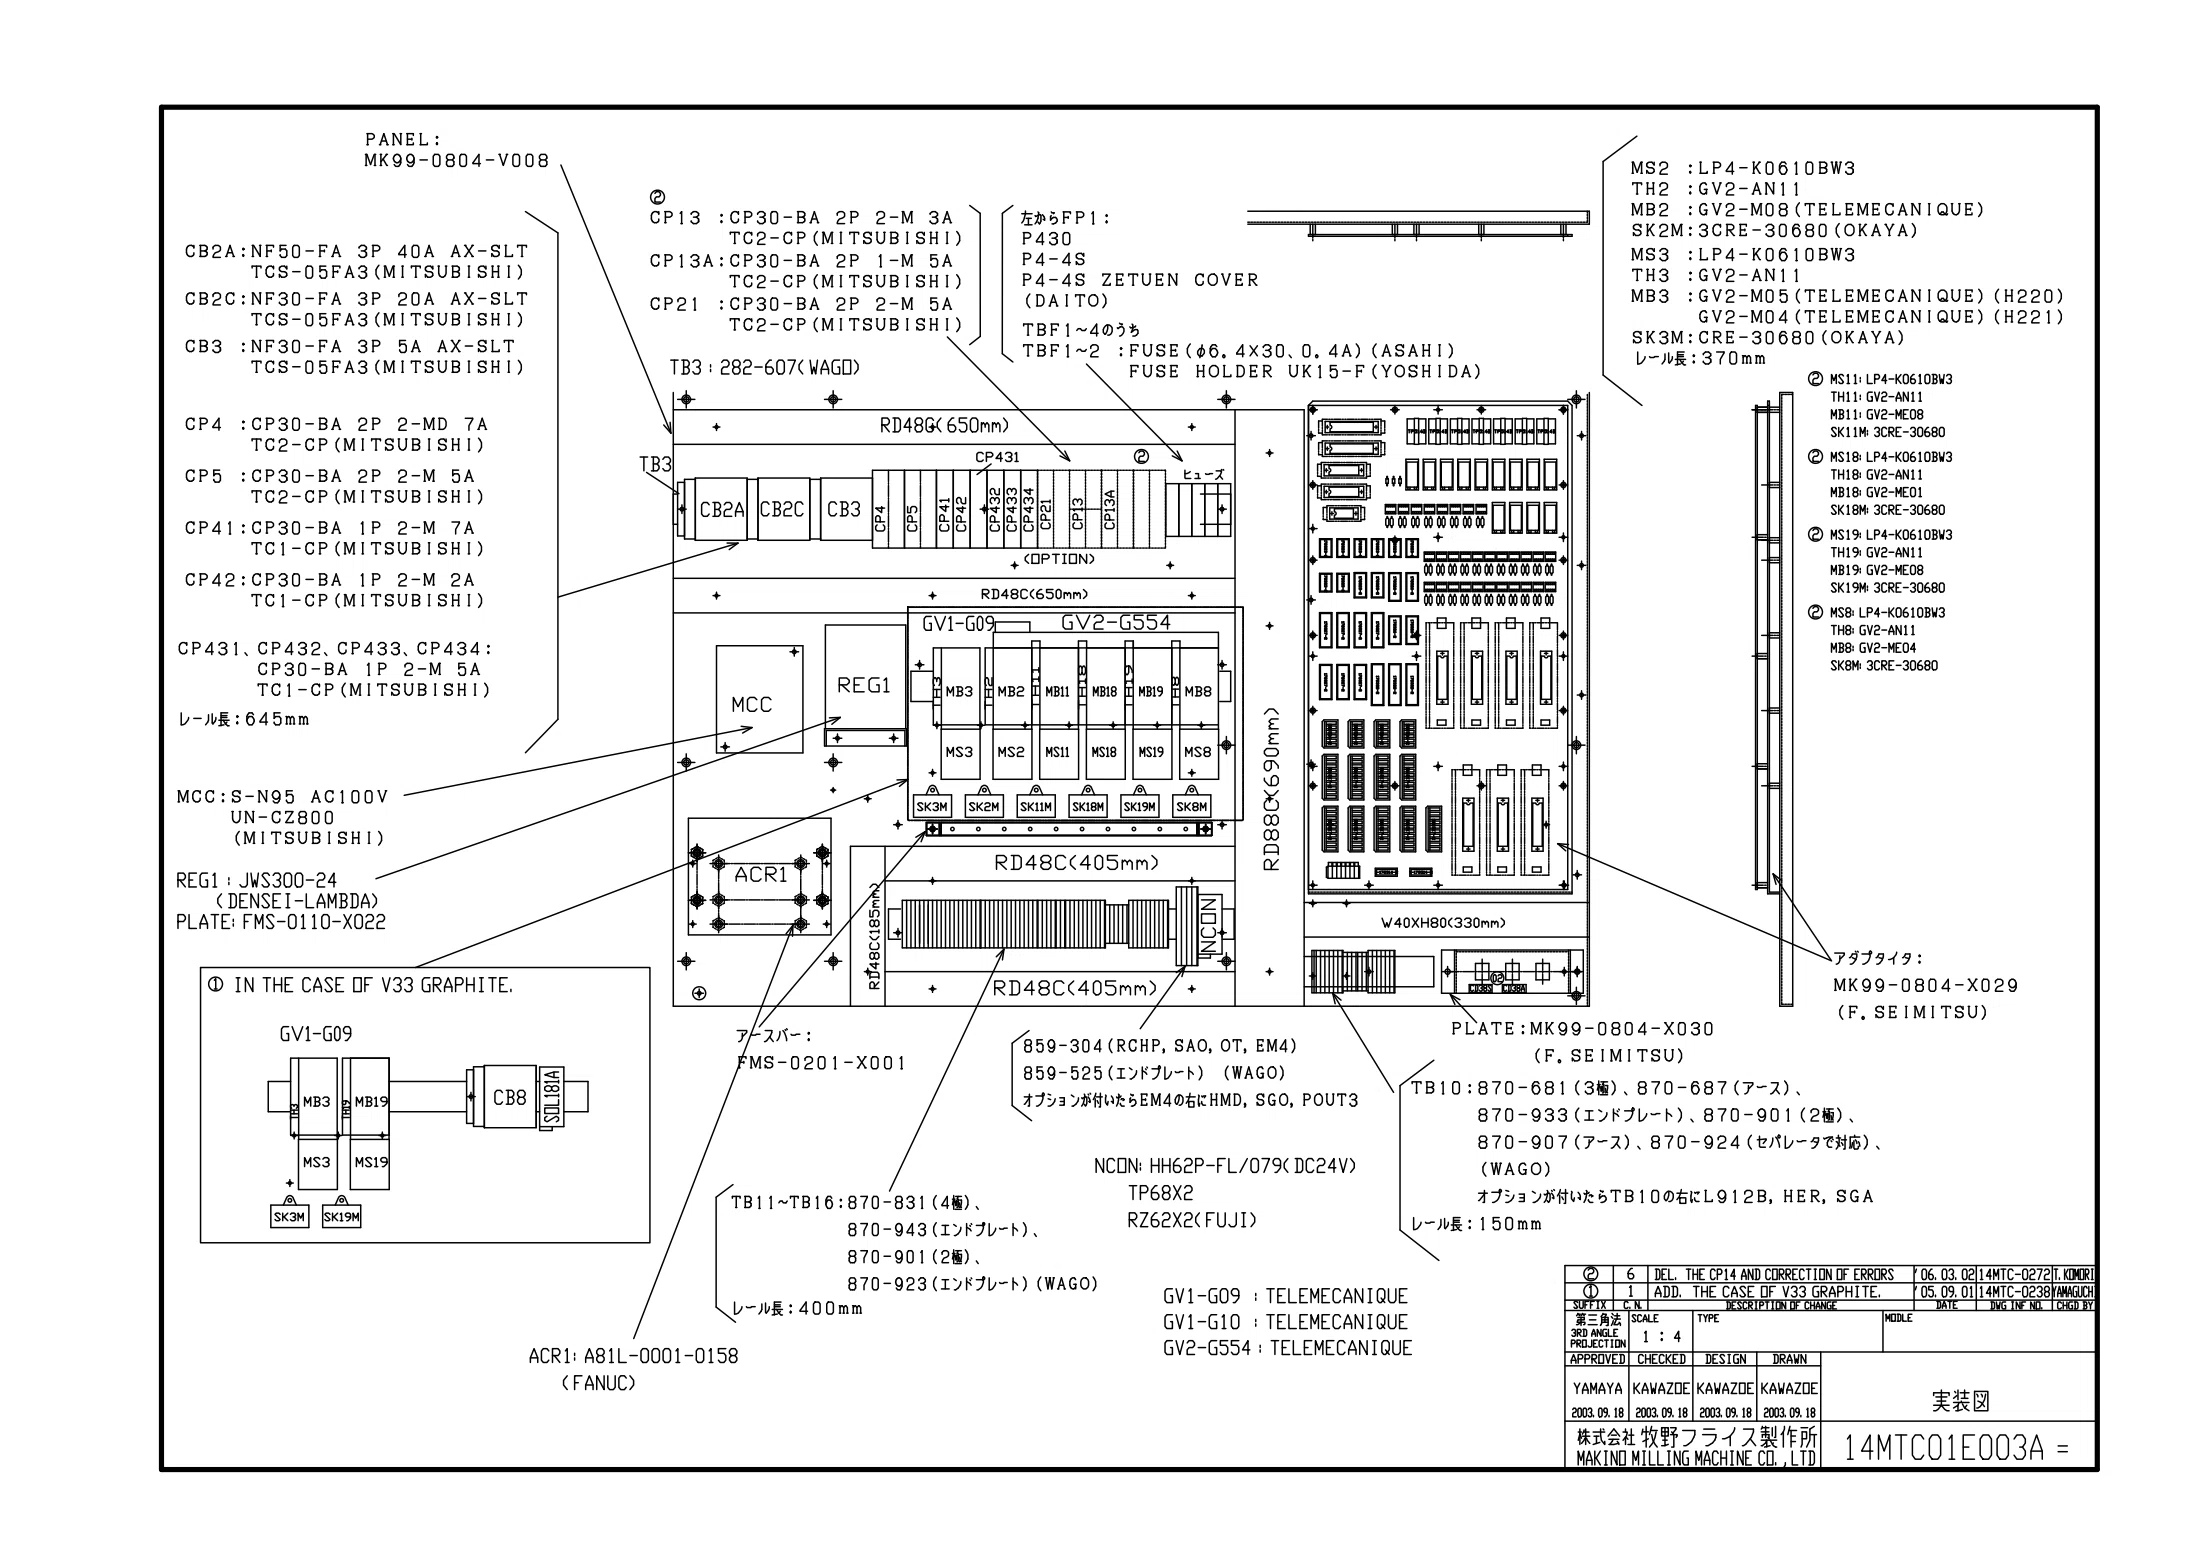 PANEL:
MK99-0804-V008
CB2A:NF50-FA 3P 40A AX-SLT
TCS-05FA3(MITSUBISHI)
CB2C:NF30-FA 3P 20A AX-SLT
TCS-05FA3(MITSUBISHI)
CB3 :NF30-FA 3P 5A AX-SLT
TCS-05FA3(MITSUBISHI)
CP4 :CP30-BA 2P 2-MD 7A
TC2-CP(MITSUBISHI)
CP5 :CP30-BA 2P 2-M 5A
TC2-CP(MITSUBISHI)
CP41:CP30-BA 1P 2-M 7A
TC1-CP(MITSUBISHI)
CP42:CP30-BA 1P 2-M 2A
TC1-CP(MITSUBISHI)
CP431、CP432、CP433、CP434:
CP30-BA 1P 2-M 5A
TC1-CP(MITSUBISHI)
レール長:645mm
MCC:S-N95 AC100V
UN-CZ800
(MITSUBISHI)
REG1:JWS300-24
(DENSEI-LAMBDA)
PLATE:FMS-0110-X022
②
CP13 :CP30-BA 2P 2-M 3A
TC2-CP(MITSUBISHI)
CP13A:CP30-BA 2P 1-M 5A
TC2-CP(MITSUBISHI)
CP21 :CP30-BA 2P 2-M 5A
TC2-CP(MITSUBISHI)
TB3:282-607(WAGO)
左からFP1:
P430
P4-4S
P4-4S ZETUEN COVER
(DAITO)
TBF1~4のうち
TBF1~2 :FUSE(φ6.4X30、0.4A)(ASAHI)
FUSE HOLDER UK15-F(YOSHIDA)
MS2 :LP4-K0610BW3
TH2 :GV2-AN11
MB2 :GV2-M08(TELEMECANIQUE)
SK2M:3CRE-30680(OKAYA)
MS3 :LP4-K0610BW3
TH3 :GV2-AN11
MB3 :GV2-M05(TELEMECANIQUE)(H220)
GV2-M04(TELEMECANIQUE)(H221)
SK3M:CRE-30680(OKAYA)
レール長:370mm
② MS11:LP4-K0610BW3
TH11:GV2-AN11
MB11:GV2-ME08
SK11M:3CRE-30680
② MS18:LP4-K0610BW3
TH18:GV2-AN11
MB18:GV2-ME01
SK18M:3CRE-30680
② MS19:LP4-K0610BW3
TH19:GV2-AN11
MB19:GV2-ME08
SK19M:3CRE-30680
② MS8:LP4-K0610BW3
TH8:GV2-AN11
MB8:GV2-ME04
SK8M:3CRE-30680
RD48C(650mm)
TB3
CP431
②
ヒューズ
CB2A
CB2C
CB3
CP4
CP5
CP41
CP42
CP432
CP433
CP434
CP21
CP13
CP13A
(OPTION)
RD48C(650mm)
GV1-G09
GV2-G554
MCC
REG1
TH3
MB3
TH2
MB2
TH11
MB11
TH18
MB18
TH19
MB19
TH8
MB8
MS3
MS2
MS11
MS18
MS19
MS8
SK3M
SK2M
SK11M
SK18M
SK19M
SK8M
RD88C(690mm)
ACR1
RD48C(405mm)
RD48C(185mm)
NCON
RD48C(405mm)
W40XH80(330mm)
② 
CD38S
CD38A
アダプタイタ:
MK99-0804-X029
(F.SEIMITSU)
① IN THE CASE OF V33 GRAPHITE.
GV1-G09
TH3
MB3
TH19
MB19
CB8
SOL181A
MS3
MS19
SK3M
SK19M
アースバー:
FMS-0201-X001
859-304(RCHP,SAO,OT,EM4)
859-525(エンドプレート) (WAGO)
オプションが付いたらEM4の右にHMD,SGO,POUT3
PLATE:MK99-0804-X030
(F.SEIMITSU)
TB10:870-681(3極)、870-687(アース)、
870-933(エンドプレート)、870-901(2極)、
870-907(アース)、870-924(セパレータで対応)、
(WAGO)
オプションが付いたらTB10の右にL912B,HER,SGA
レール長:150mm
NCON:HH62P-FL/079(DC24V)
TP68X2
RZ62X2(FUJI)
TB11~TB16:870-831(4極)、
870-943(エンドプレート)、
870-901(2極)、
870-923(エンドプレート)(WAGO)
レール長:400mm
GV1-G09 :TELEMECANIQUE
GV1-G10 :TELEMECANIQUE
GV2-G554:TELEMECANIQUE
ACR1:A81L-0001-0158
(FANUC)
② 6 DEL. THE CP14 AND CORRECTION OF ERRORS '06.03.02 14MTC-0272 T.KOMORI
① 1 ADD. THE CASE OF V33 GRAPHITE. '05.09.01 14MTC-0238 YAMAGUCHI
SUFFIX C.N. DESCRIPTION OF CHANGE DATE DWG INF NO. CHGD BY
第三角法
3RD ANGLE
PROJECTION
SCALE
1 : 4
TYPE
MODLE
APPROVED CHECKED DESIGN DRAWN
YAMAYA KAWAZOE KAWAZOE KAWAZOE
2003.09.18 2003.09.18 2003.09.18 2003.09.18
実装図
株式会社 牧野フライス製作所
MAKINO MILLING MACHINE CO.,LTD
14MTC01E003A =